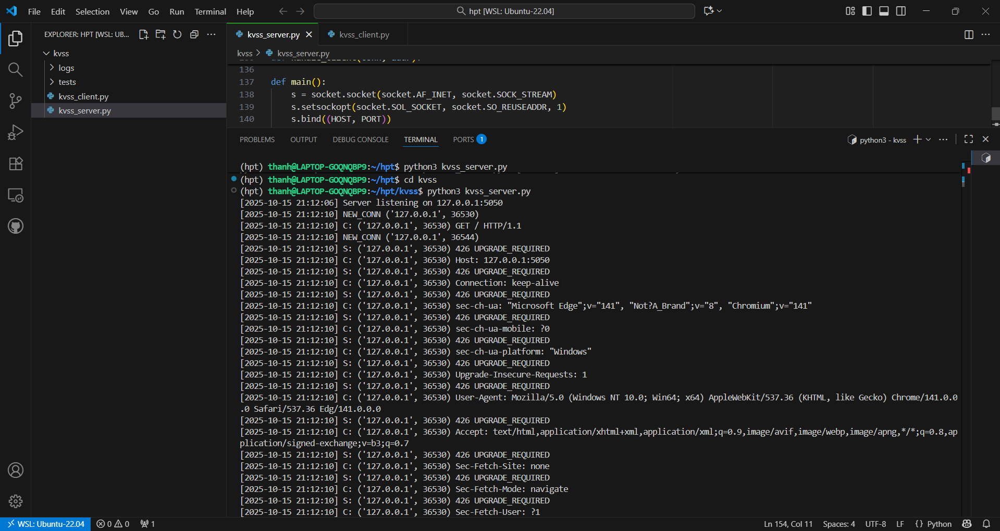 File Edit Selection View Go Run Terminal Help
hpt [WSL: Ubuntu-22.04]
EXPLORER: HPT [WSL: UB...
kvss
logs
tests
kvss_client.py
kvss_server.py
kvss_server.py
kvss_client.py
kvss > kvss_server.py
136
137 def main():
138 s = socket.socket(socket.AF_INET, socket.SOCK_STREAM)
139 s.setsockopt(socket.SOL_SOCKET, socket.SO_REUSEADDR, 1)
140 s.bind((HOST, PORT))
PROBLEMS OUTPUT DEBUG CONSOLE TERMINAL PORTS 1
python3 - kvss
(hpt) thanh@LAPTOP-GOQNQBP9:~/hpt$ python3 kvss_server.py
(hpt) thanh@LAPTOP-GOQNQBP9:~/hpt$ cd kvss
(hpt) thanh@LAPTOP-GOQNQBP9:~/hpt/kvss$ python3 kvss_server.py
[2025-10-15 21:12:06] Server listening on 127.0.0.1:5050
[2025-10-15 21:12:10] NEW_CONN ('127.0.0.1', 36530)
[2025-10-15 21:12:10] C: ('127.0.0.1', 36530) GET / HTTP/1.1
[2025-10-15 21:12:10] NEW_CONN ('127.0.0.1', 36544)
[2025-10-15 21:12:10] S: ('127.0.0.1', 36530) 426 UPGRADE_REQUIRED
[2025-10-15 21:12:10] C: ('127.0.0.1', 36530) Host: 127.0.0.1:5050
[2025-10-15 21:12:10] S: ('127.0.0.1', 36530) 426 UPGRADE_REQUIRED
[2025-10-15 21:12:10] C: ('127.0.0.1', 36530) Connection: keep-alive
[2025-10-15 21:12:10] S: ('127.0.0.1', 36530) 426 UPGRADE_REQUIRED
[2025-10-15 21:12:10] C: ('127.0.0.1', 36530) sec-ch-ua: "Microsoft Edge";v="141", "Not?A_Brand";v="8", "Chromium";v="141"
[2025-10-15 21:12:10] S: ('127.0.0.1', 36530) 426 UPGRADE_REQUIRED
[2025-10-15 21:12:10] C: ('127.0.0.1', 36530) sec-ch-ua-mobile: ?0
[2025-10-15 21:12:10] S: ('127.0.0.1', 36530) 426 UPGRADE_REQUIRED
[2025-10-15 21:12:10] C: ('127.0.0.1', 36530) sec-ch-ua-platform: "Windows"
[2025-10-15 21:12:10] S: ('127.0.0.1', 36530) 426 UPGRADE_REQUIRED
[2025-10-15 21:12:10] C: ('127.0.0.1', 36530) Upgrade-Insecure-Requests: 1
[2025-10-15 21:12:10] S: ('127.0.0.1', 36530) 426 UPGRADE_REQUIRED
[2025-10-15 21:12:10] C: ('127.0.0.1', 36530) User-Agent: Mozilla/5.0 (Windows NT 10.0; Win64; x64) AppleWebKit/537.36 (KHTML, like Gecko) Chrome/141.0.0
.0 Safari/537.36 Edg/141.0.0.0
[2025-10-15 21:12:10] S: ('127.0.0.1', 36530) 426 UPGRADE_REQUIRED
[2025-10-15 21:12:10] C: ('127.0.0.1', 36530) Accept: text/html,application/xhtml+xml,application/xml;q=0.9,image/avif,image/webp,image/apng,*/*;q=0.8,ap
plication/signed-exchange;v=b3;q=0.7
[2025-10-15 21:12:10] S: ('127.0.0.1', 36530) 426 UPGRADE_REQUIRED
[2025-10-15 21:12:10] C: ('127.0.0.1', 36530) Sec-Fetch-Site: none
[2025-10-15 21:12:10] S: ('127.0.0.1', 36530) 426 UPGRADE_REQUIRED
[2025-10-15 21:12:10] C: ('127.0.0.1', 36530) Sec-Fetch-Mode: navigate
[2025-10-15 21:12:10] S: ('127.0.0.1', 36530) 426 UPGRADE_REQUIRED
[2025-10-15 21:12:10] C: ('127.0.0.1', 36530) Sec-Fetch-User: ?1
WSL: Ubuntu-22.04 0 0 1 Ln 154, Col 11 Spaces: 4 UTF-8 LF {} Python